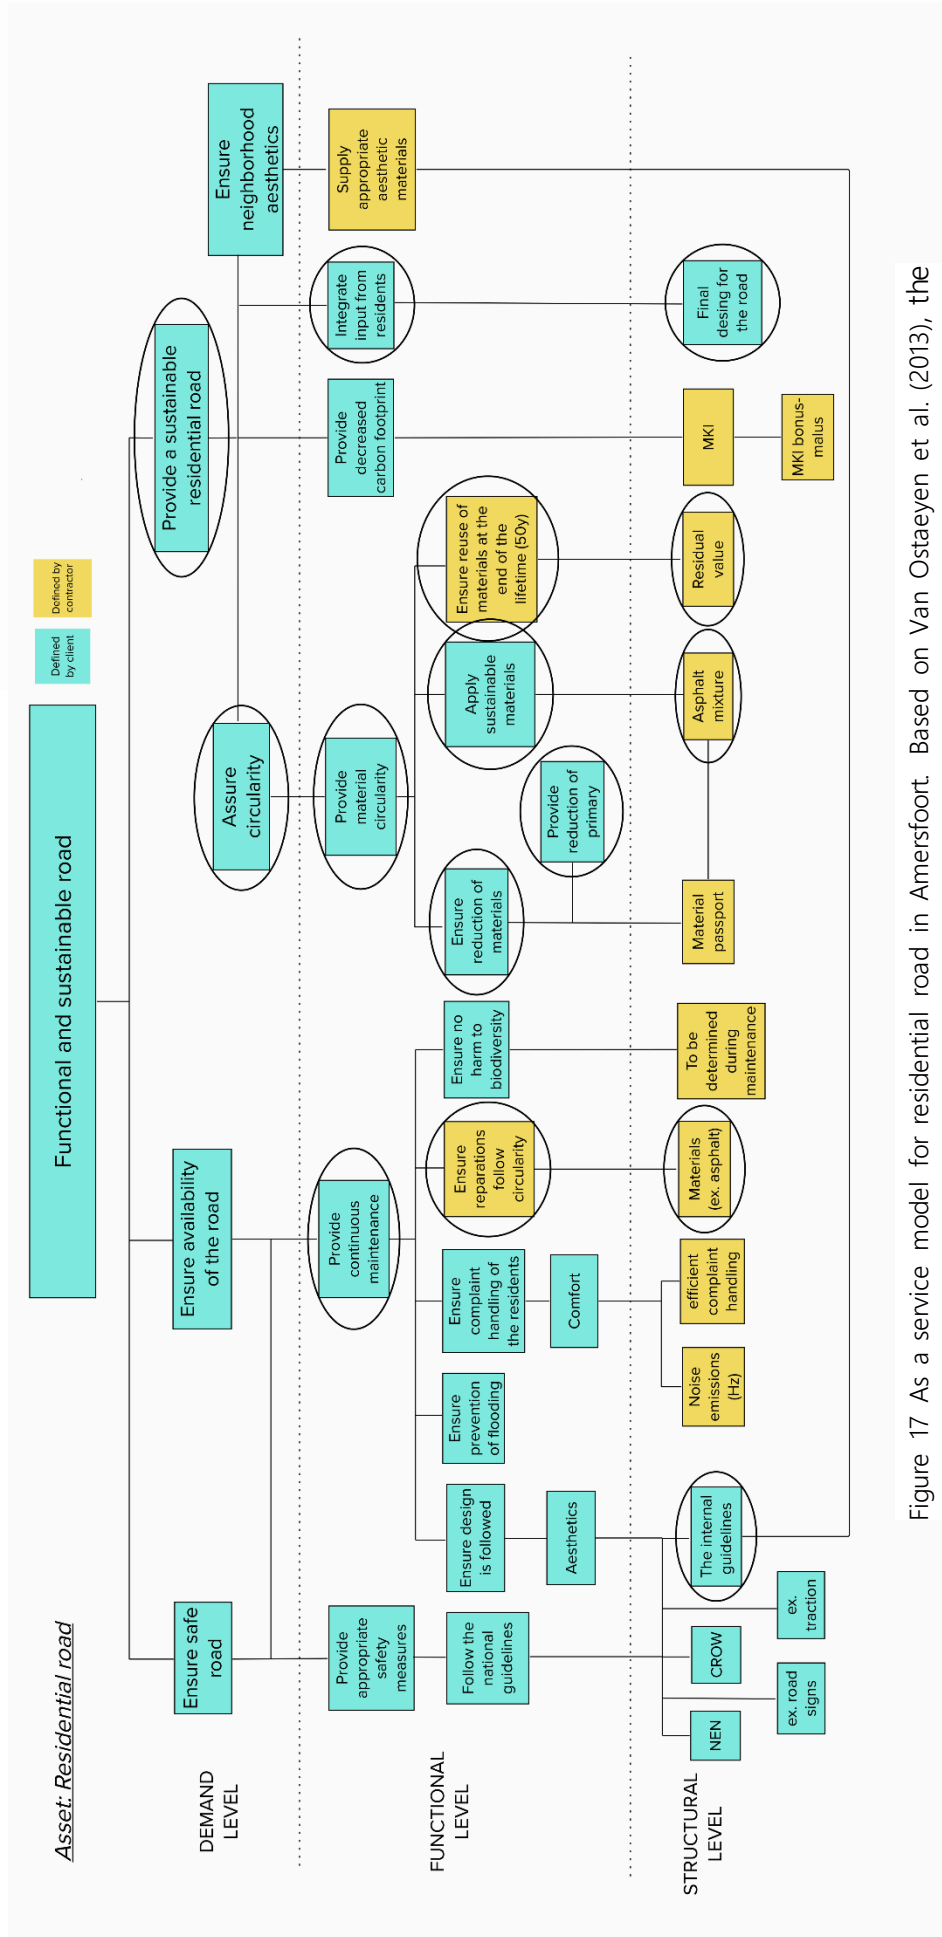 Asset: Residential road
Functional and sustainable road
Defined
by client
Defined by
contractor
DEMAND
LEVEL
Ensure safe
road
Ensure availability
of the road
Assure
circularity
Provide a sustainable
residential road
Ensure
neighborhood
aesthetics
FUNCTIONAL
LEVEL
Provide
appropriate
safety
measures
Provide
continuous
maintenance
Provide
material
circularity
Provide
decreased
carbon footprint
Integrate
input from
residents
Supply
appropriate
aesthetic
materials
Follow the
national
guidelines
Ensure design
is followed
Ensure
prevention
of flooding
Ensure
complaint
handling of
the residents
Ensure
reparations
follow
circularity
Ensure no
harm to
biodiversity
Ensure
reduction of
materials
Apply
sustainable
materials
Ensure reuse of
materials at the
end of the
lifetime (50y)
Aesthetics
Comfort
Provide
reduction of
primary
STRUCTURAL
LEVEL
NEN
CROW
The internal
guidelines
Noise
emissions
(Hz)
efficient
complaint
handling
Materials
(ex. asphalt)
To be
determined
during
maintenance
Material
passport
Asphalt
mixture
Residual
value
MKI
Final
desing for
the road
ex. road
signs
ex.
traction
MKI bonus-
malus
Figure 17 As a service model for residential road in Amersfoort. Based on Van Ostaeyen et al. (2013), the